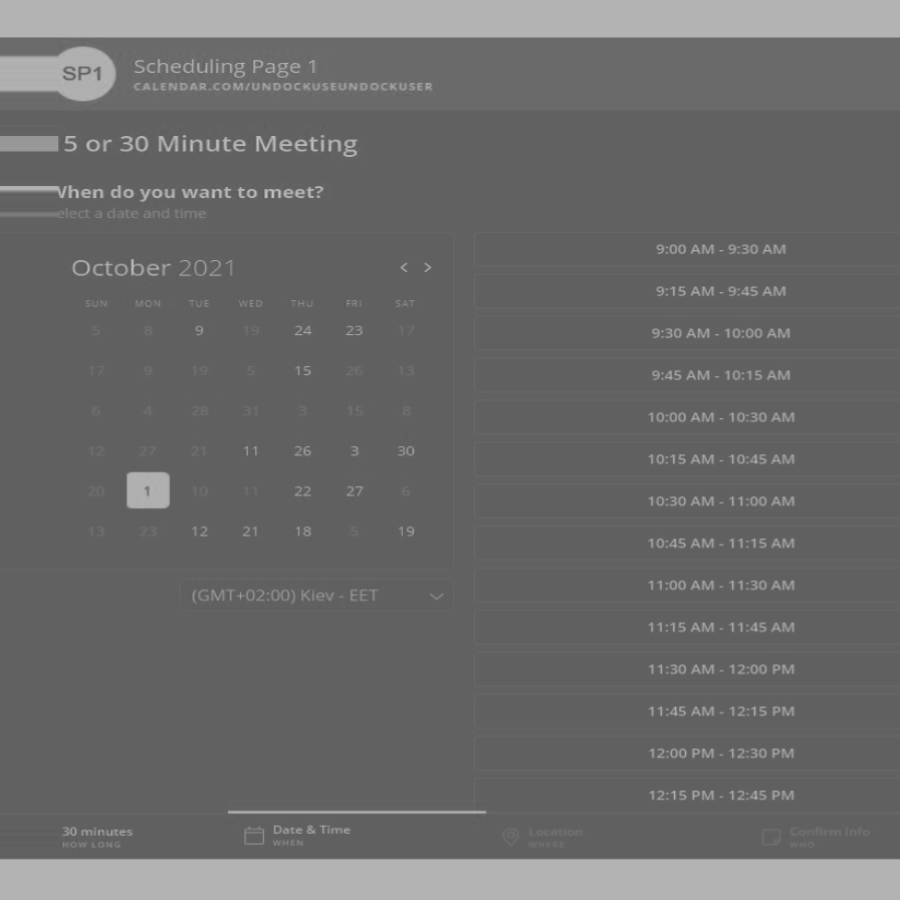 SP1
Scheduling Page 1
CALENDAR.COM/UNDOCKUSEUNDOCKUSER
5 or 30 Minute Meeting
When do you want to meet?
elect a date and time
October 2021
< >
SUN MON TUE WED THU FRI SAT
5 8 9 19 24 23 17
17 9 19 5 15 26 13
6 4 28 31 3 15 8
12 27 21 11 26 3 30
20 1 10 11 22 27 6
13 23 12 21 18 5 19
(GMT+02:00) Kiev - EET
9:00 AM - 9:30 AM
9:15 AM - 9:45 AM
9:30 AM - 10:00 AM
9:45 AM - 10:15 AM
10:00 AM - 10:30 AM
10:15 AM - 10:45 AM
10:30 AM - 11:00 AM
10:45 AM - 11:15 AM
11:00 AM - 11:30 AM
11:15 AM - 11:45 AM
11:30 AM - 12:00 PM
11:45 AM - 12:15 PM
12:00 PM - 12:30 PM
12:15 PM - 12:45 PM
30 minutes
HOW LONG
Date & Time
WHEN
Location
WHERE
Confirm Info
WHO